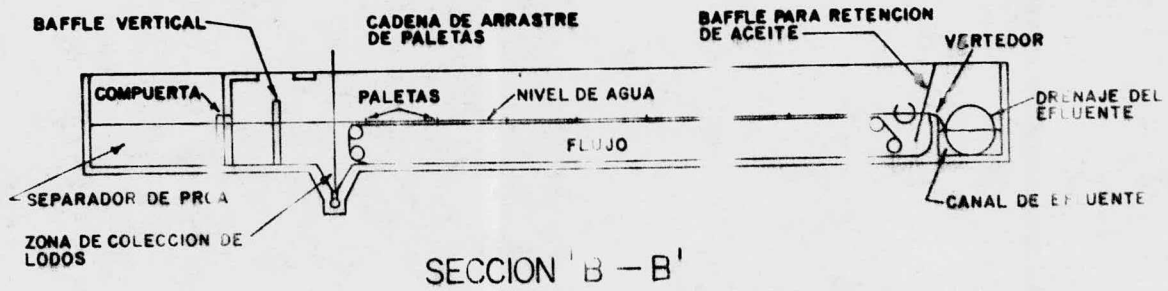 BAFFLE VERTICAL
CADENA DE ARRASTRE
DE PALETAS
BAFFLE PARA RETENCION
DE ACEITE
VERTEDOR
COMPUERTA
PALETAS
NIVEL DE AGUA
DRENAJE DEL
EFLUENTE
FLUJO
SEPARADOR DE
CANAL DE EFLUENTE
ZONA DE COLECCION DE
LODOS
SECCION 'B - B'